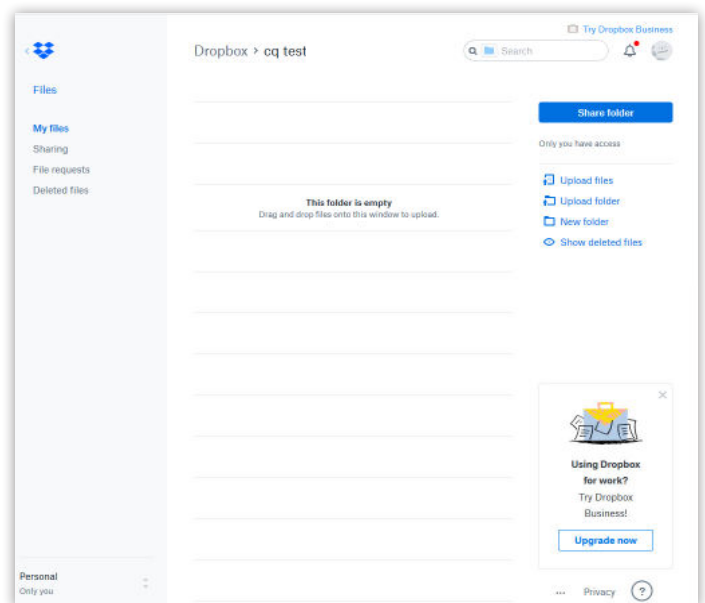 Try Dropbox Business
Dropbox > cq test
Search
Files
My files
Sharing
File requests
Deleted files
This folder is empty
Drag and drop files onto this window to upload.
Share folder
Only you have access
Upload files
Upload folder
New folder
Show deleted files
Using Dropbox
for work?
Try Dropbox
Business!
Upgrade now
Personal
Only you
... Privacy ?